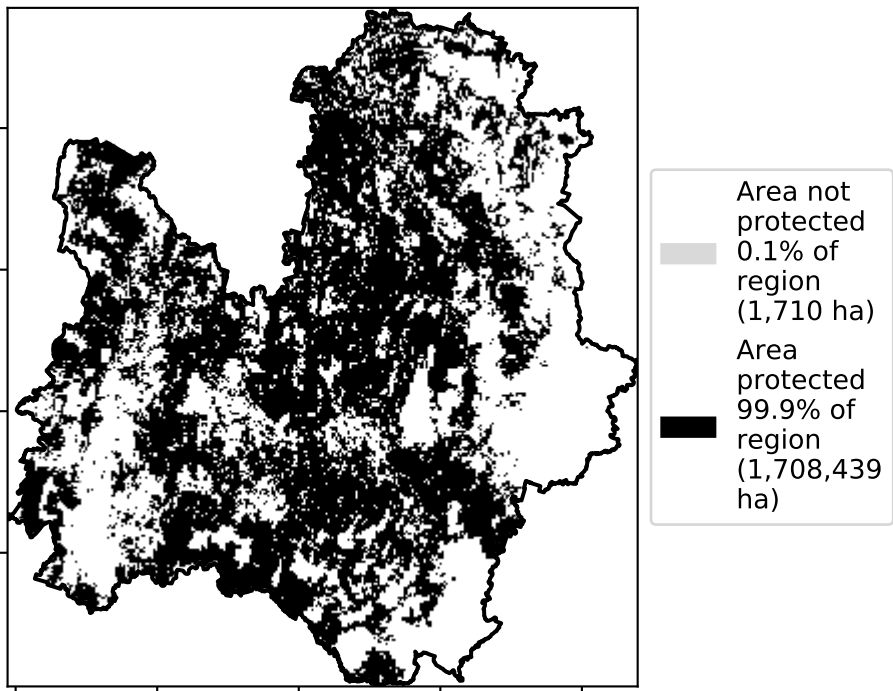 Area not
protected
0.1% of
region
(1,710 ha)
Area
protected
99.9% of
region
(1,708,439
ha)